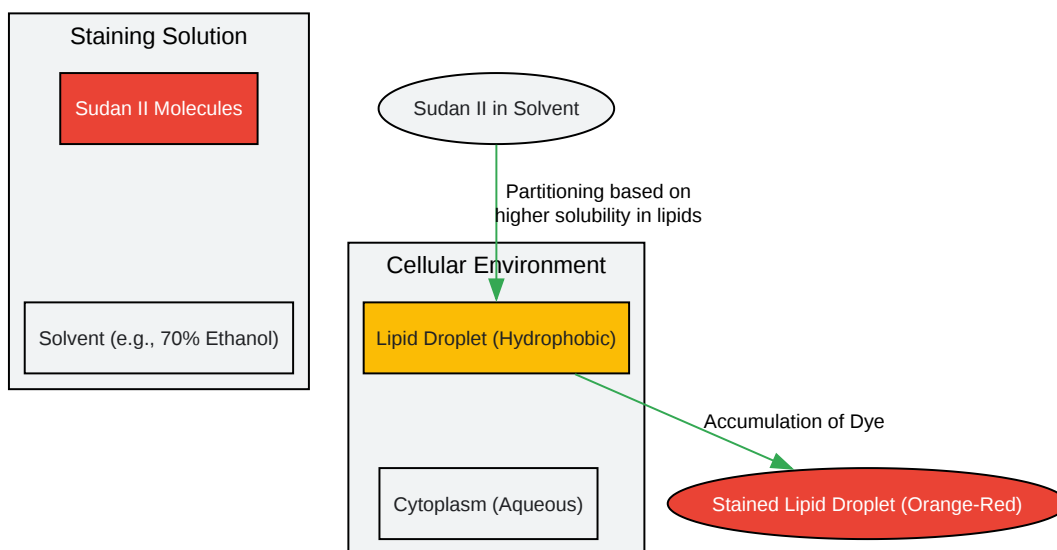 Staining Solution
Sudan II Molecules
Solvent (e.g., 70% Ethanol)
Sudan II in Solvent
Partitioning based on
higher solubility in lipids
Cellular Environment
Lipid Droplet (Hydrophobic)
Cytoplasm (Aqueous)
Accumulation of Dye
Stained Lipid Droplet (Orange-Red)